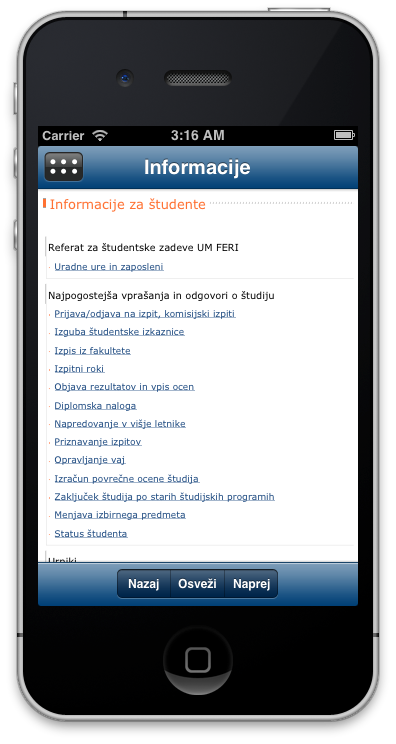 Carrier 3:16 AM
Informacije
Informacije za študente
Referat za študentske zadeve UM FERI
Uradne ure in zaposleni
Najpogostejša vprašanja in odgovori o študiju
Prijava/odjava na izpit, komisijski izpiti
Izguba študentske izkaznice
Izpis iz fakultete
Izpitni roki
Objava rezultatov in vpis ocen
Diplomska naloga
Napredovanje v višje letnike
Priznavanje izpitov
Opravljanje vaj
Izračun povrečne ocene študija
Zaključek študija po starih študijskih programih
Menjava izbirnega predmeta
Status študenta
Urniki
Nazaj Osveži Naprej